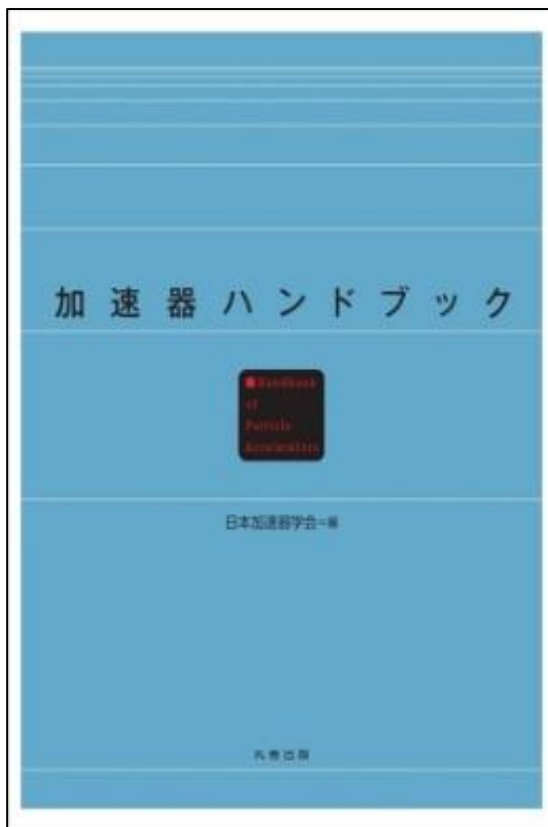 加速器ハンドブック
■Handbook
of
Particle
Accelerators
日本加速器学会=編
丸善出版